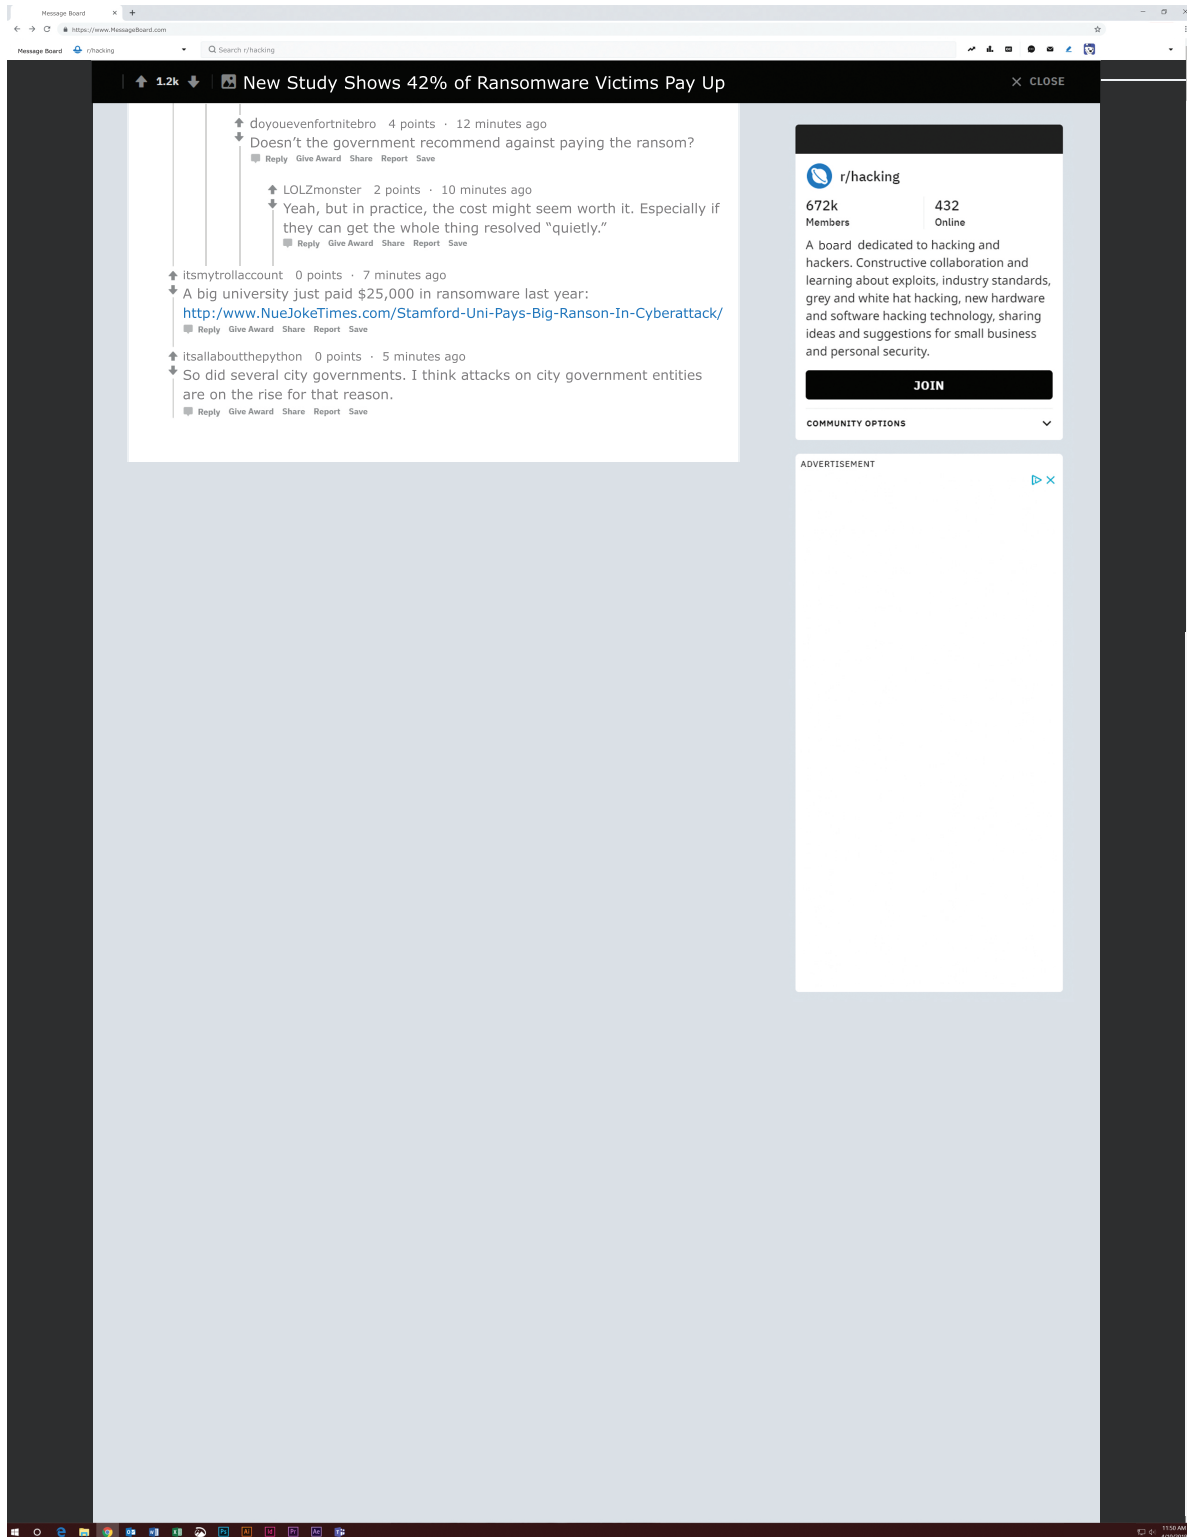 Message Board
https://www.MessageBoard.com
Message Board r/hacking Search r/hacking
1.2k New Study Shows 42% of Ransomware Victims Pay Up CLOSE
doyouevenfortnitebro 4 points · 12 minutes ago
Doesn’t the government recommend against paying the ransom?
Reply Give Award Share Report Save
LOLZmonster 2 points · 10 minutes ago
Yeah, but in practice, the cost might seem worth it. Especially if
they can get the whole thing resolved “quietly.”
Reply Give Award Share Report Save
itsmytrollaccount 0 points · 7 minutes ago
A big university just paid $25,000 in ransomware last year:
http:/www.NueJokeTimes.com/Stamford-Uni-Pays-Big-Ranson-In-Cyberattack/
Reply Give Award Share Report Save
itsallaboutthepython 0 points · 5 minutes ago
So did several city governments. I think attacks on city government entities
are on the rise for that reason.
Reply Give Award Share Report Save
r/hacking
672k 432
Members Online
A board dedicated to hacking and
hackers. Constructive collaboration and
learning about exploits, industry standards,
grey and white hat hacking, new hardware
and software hacking technology, sharing
ideas and suggestions for small business
and personal security.
JOIN
COMMUNITY OPTIONS
ADVERTISEMENT
Ps Ai Id Pr Ae
11:50 AM